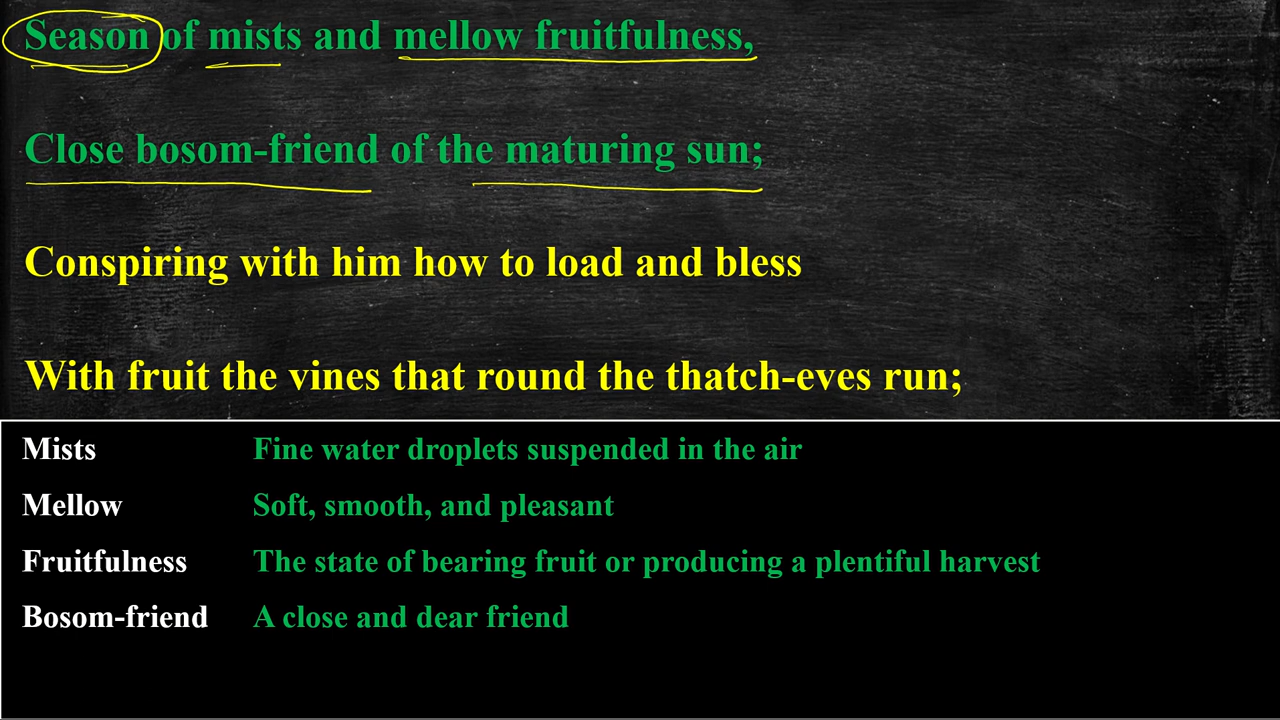 Season of mists and mellow fruitfulness,
Close bosom-friend of the maturing sun;
Conspiring with him how to load and bless
With fruit the vines that round the thatch-eves run;
Mists Fine water droplets suspended in the air
Mellow Soft, smooth, and pleasant
Fruitfulness The state of bearing fruit or producing a plentiful harvest
Bosom-friend A close and dear friend